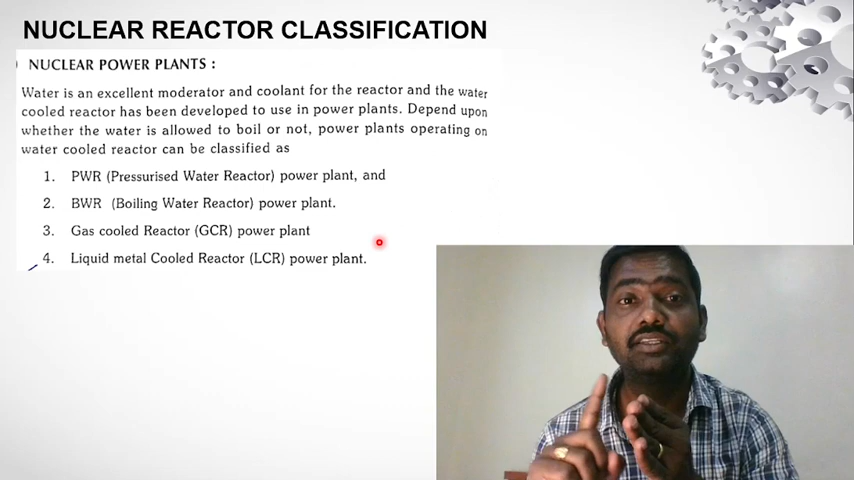 NUCLEAR REACTOR CLASSIFICATION
NUCLEAR POWER PLANTS :
Water is an excellent moderator and coolant for the reactor and the water
cooled reactor has been developed to use in power plants. Depend upon
whether the water is allowed to boil or not, power plants operating on
water cooled reactor can be classified as
1. PWR (Pressurised Water Reactor) power plant, and
2. BWR (Boiling Water Reactor) power plant.
3. Gas cooled Reactor (GCR) power plant
4. Liquid metal Cooled Reactor (LCR) power plant.